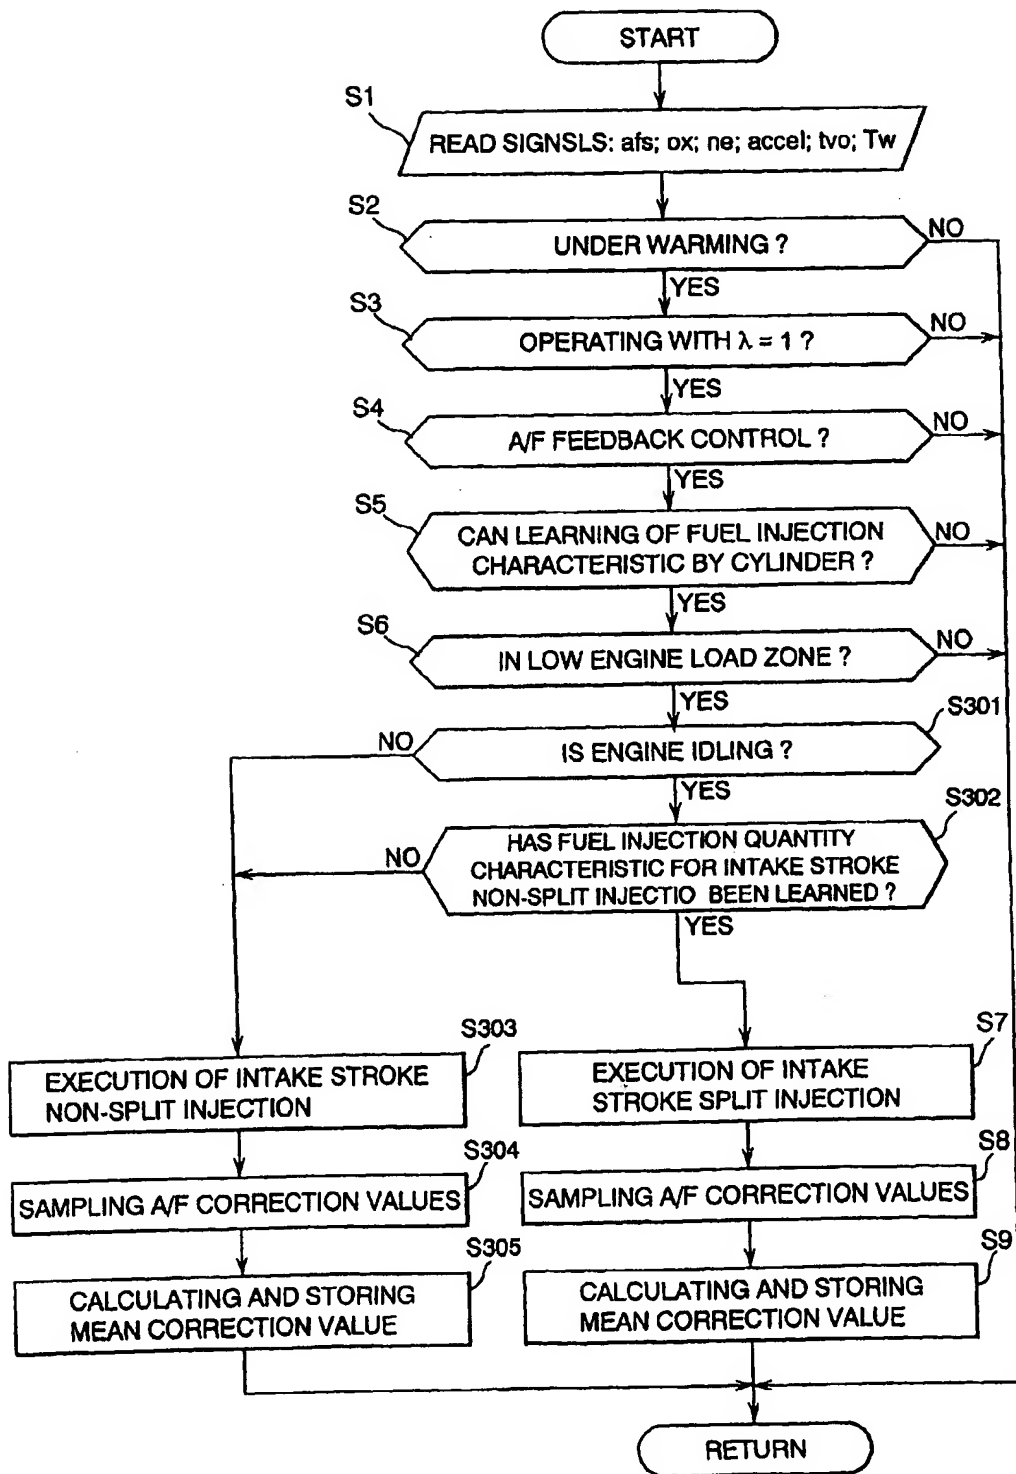 START
S1
READ SIGNSLS: afs; ox; ne; accel; tvo; Tw
S2
UNDER WARMING ?
NO
YES
S3
OPERATING WITH λ = 1 ?
NO
YES
S4
A/F FEEDBACK CONTROL ?
NO
YES
S5
CAN LEARNING OF FUEL INJECTION
CHARACTERISTIC BY CYLINDER ?
NO
YES
S6
IN LOW ENGINE LOAD ZONE ?
NO
YES
S301
NO
IS ENGINE IDLING ?
YES
S302
NO
HAS FUEL INJECTION QUANTITY
CHARACTERISTIC FOR INTAKE STROKE
NON-SPLIT INJECTIO BEEN LEARNED ?
YES
S303
EXECUTION OF INTAKE STROKE
NON-SPLIT INJECTION
S7
EXECUTION OF INTAKE
STROKE SPLIT INJECTION
S304
SAMPLING A/F CORRECTION VALUES
S8
SAMPLING A/F CORRECTION VALUES
S305
CALCULATING AND STORING
MEAN CORRECTION VALUE
S9
CALCULATING AND STORING
MEAN CORRECTION VALUE
RETURN